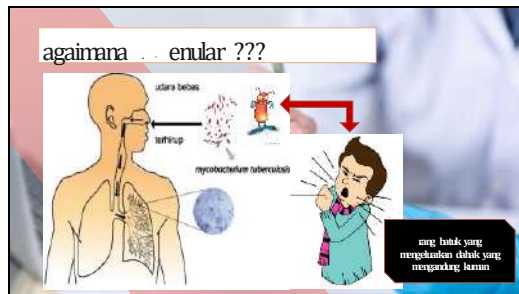 agaimana enular ???
udara bebas
terhirup
mycobacterium tuberculosis
rang batuk yang
mengeluarkan dahak yang
mengandung kuman